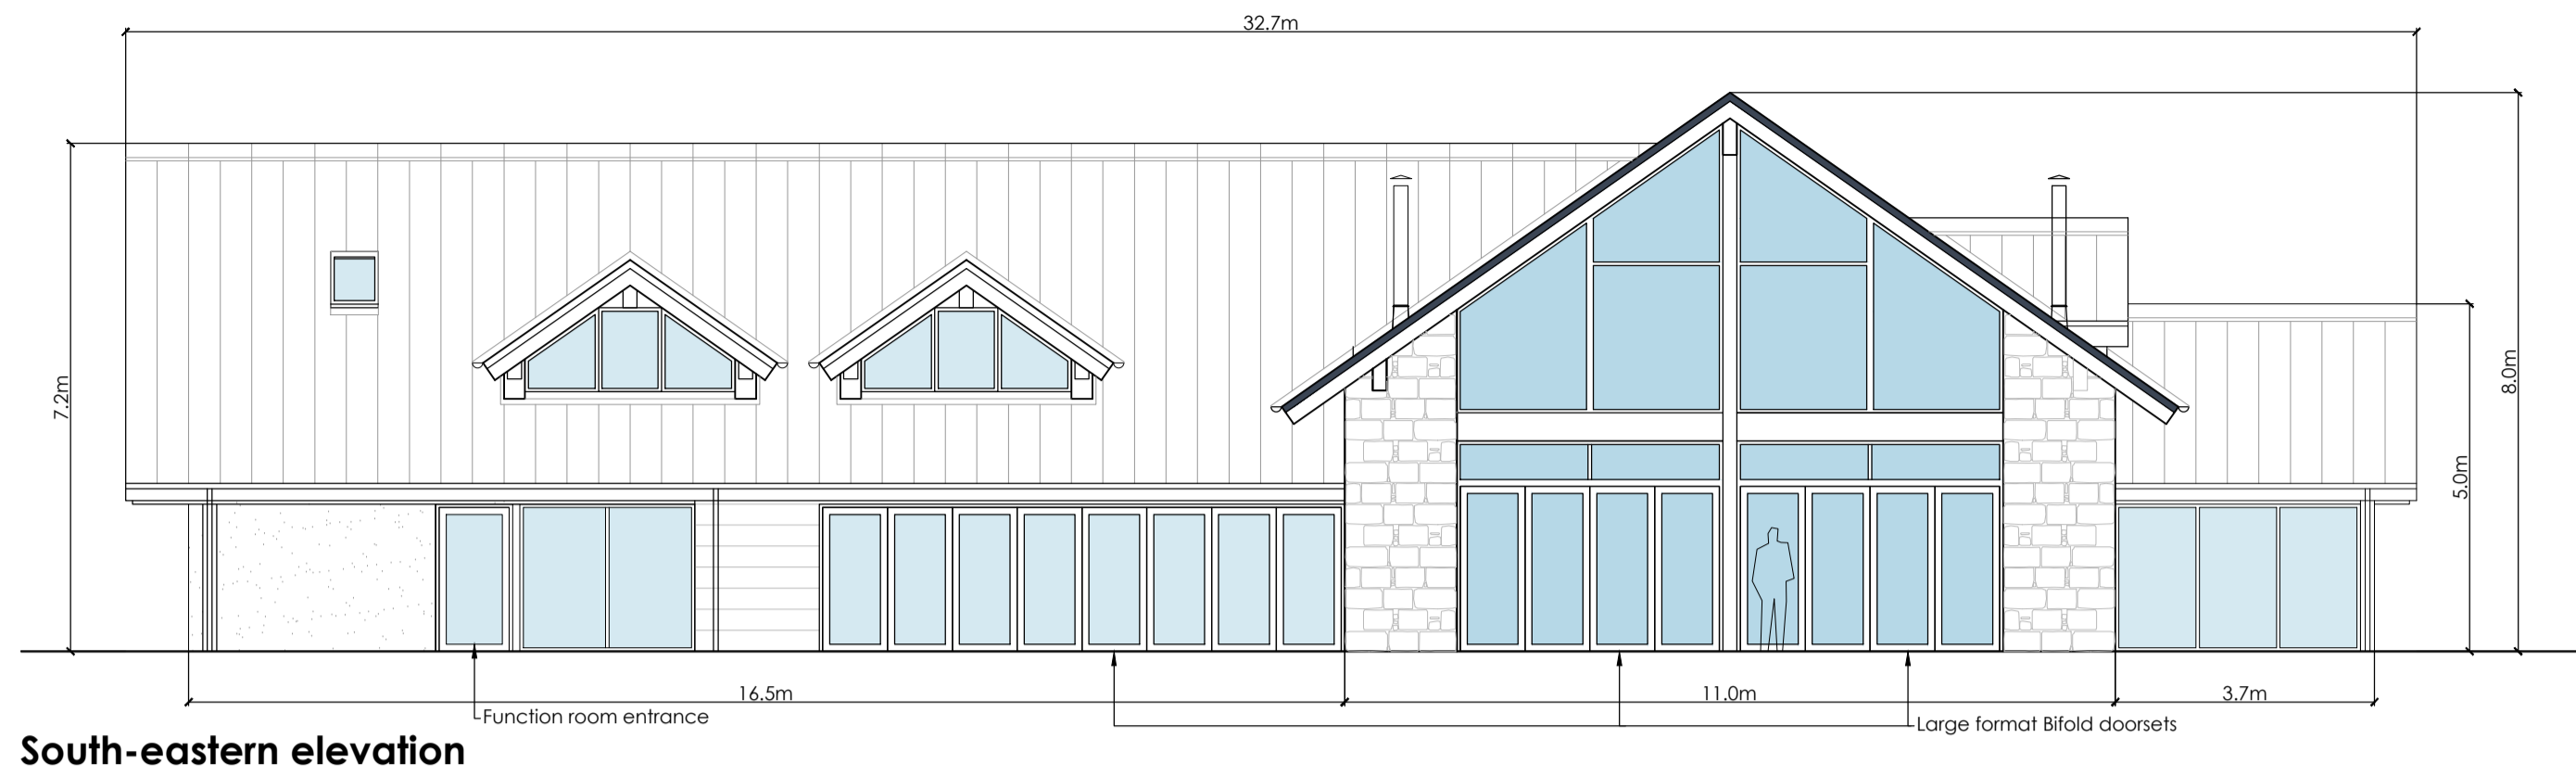 32.7m
7.2m
8.0m
5.0m
16.5m
11.0m
3.7m
Function room entrance
Large format Bifold doorsets
South-eastern elevation